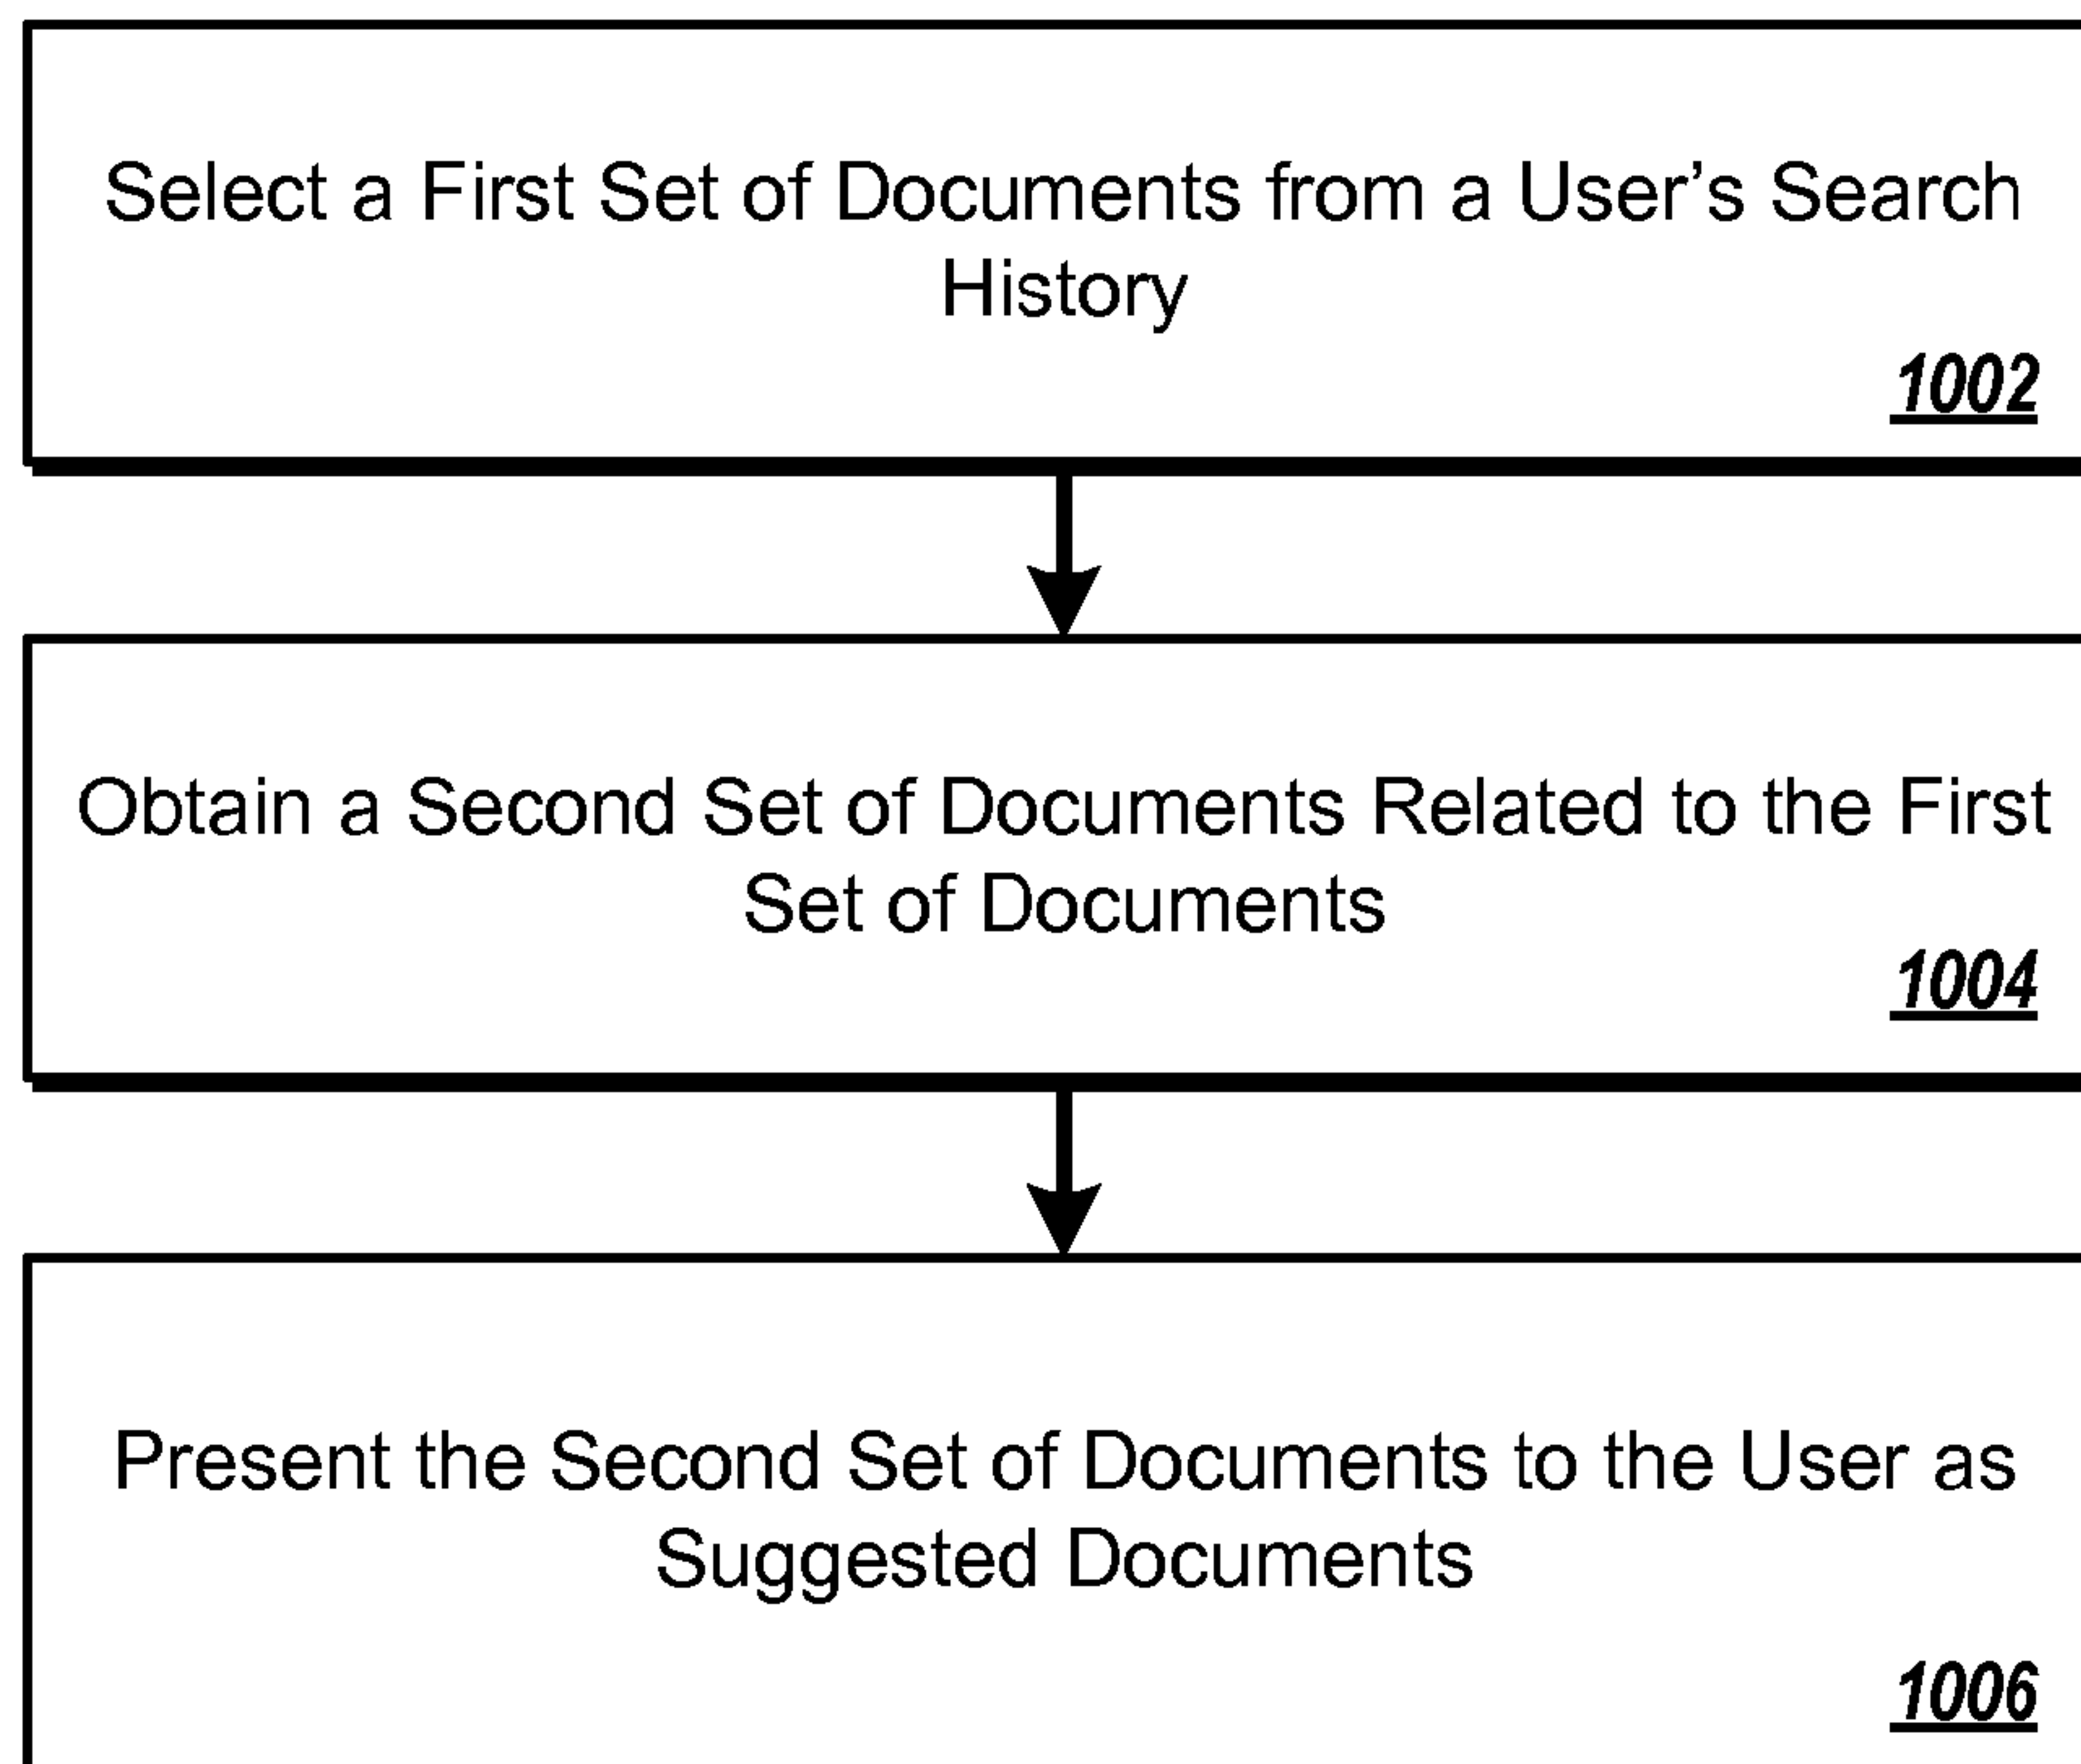 Select a First Set of Documents from a User’s Search
History
1002
Obtain a Second Set of Documents Related to the First
Set of Documents
1004
Present the Second Set of Documents to the User as
Suggested Documents
1006